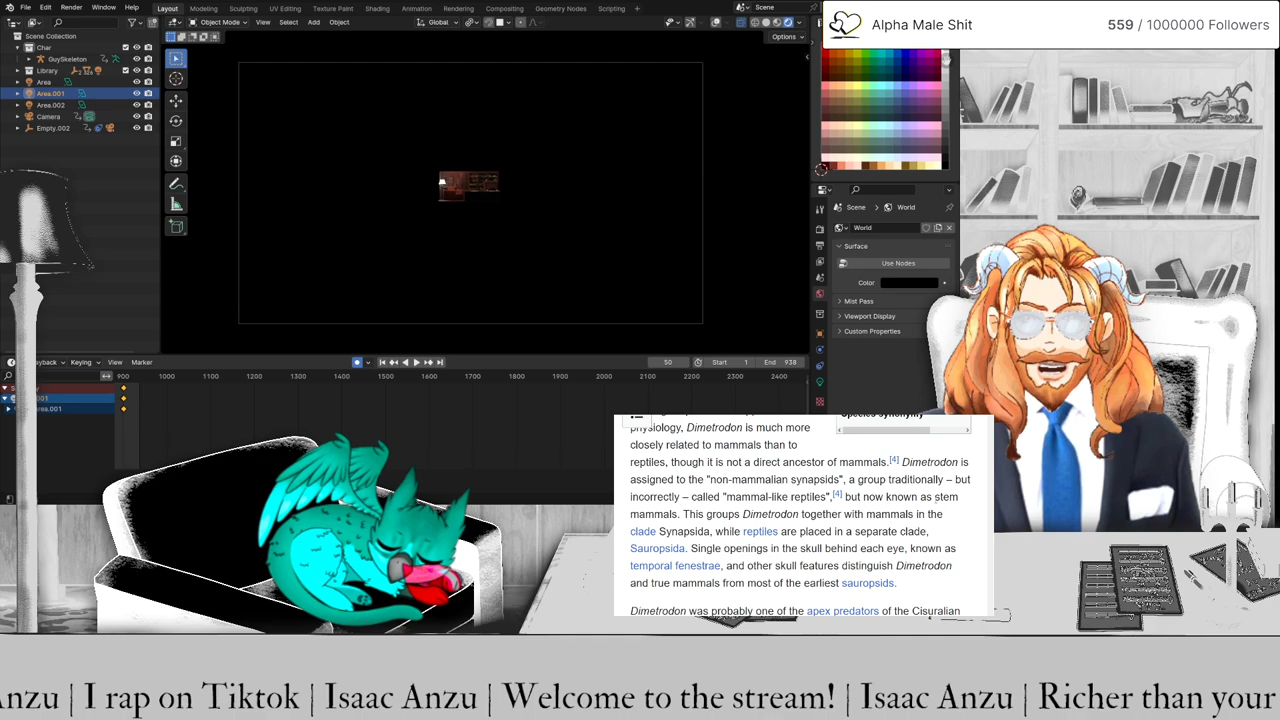 File Edit Render Window Help Layout Modeling Sculpting UV Editing Texture Paint Shading Animation Rendering Compositing Geometry Nodes Scripting Scene
Object Mode View Select Add Object Global
Options
Scene Collection
Char
GuySkeleton
Library
Area
Area.001
Area.002
Camera
Empty.002
Alpha Male Shit 559 / 1000000 Followers
Scene > World
World
Surface
Use Nodes
Color
Mist Pass
Viewport Display
Custom Properties
Keying View Marker 50 Start 1 End 938
900 1000 1100 1200 1300 1400 1500 1600 1700 1800 1900 2000 2100 2200 2300 2400
physiology, Dimetrodon is much more
closely related to mammals than to
reptiles, though it is not a direct ancestor of mammals.[4] Dimetrodon is
assigned to the "non-mammalian synapsids", a group traditionally – but
incorrectly – called "mammal-like reptiles",[4] but now known as stem
mammals. This groups Dimetrodon together with mammals in the
clade Synapsida, while reptiles are placed in a separate clade,
Sauropsida. Single openings in the skull behind each eye, known as
temporal fenestrae, and other skull features distinguish Dimetrodon
and true mammals from most of the earliest sauropsids.
Dimetrodon was probably one of the apex predators of the Cisuralian
Anzu | I rap on Tiktok | Isaac Anzu | Welcome to the stream! | Isaac Anzu | Richer than your